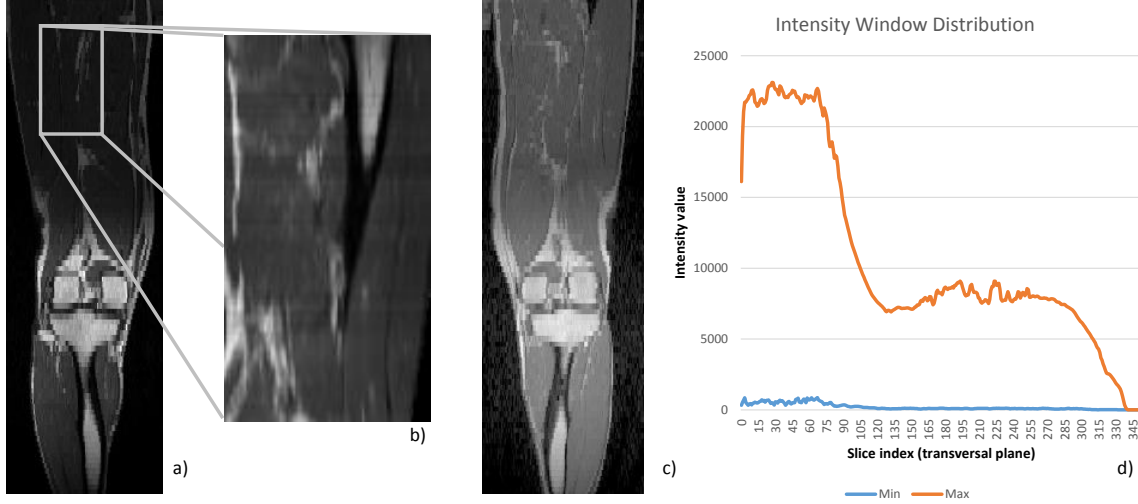 a)
b)
c)
Intensity Window Distribution
Intensity value
25000
20000
15000
10000
5000
0
0 15 30 45 60 75 90 105 120 135 150 165 180 195 210 225 240 255 270 285 300 315 330 345
Slice index (transversal plane)
d)
Min Max